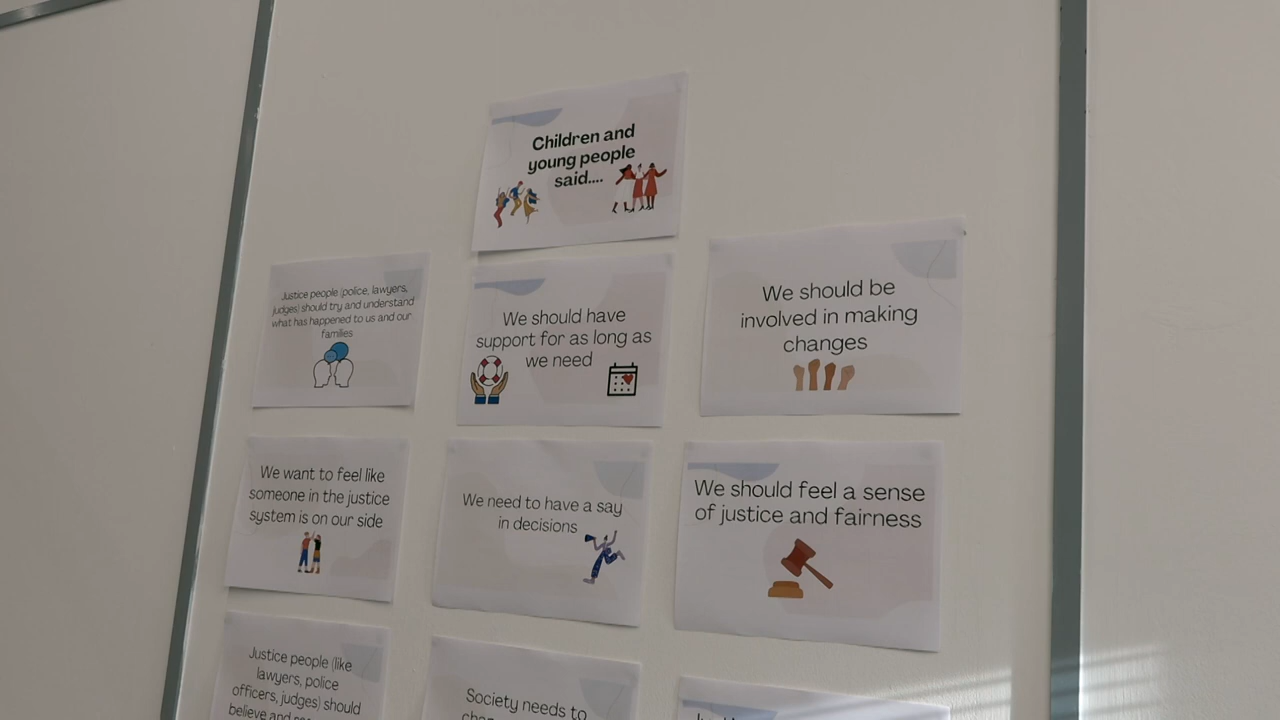 Children and
young people
said....
Justice people (police, lawyers,
judges) should try and understand
what has happened to us and our
families
We should have
support for as long as
we need
We should be
involved in making
changes
We want to feel like
someone in the justice
system is on our side
We need to have a say
in decisions
We should feel a sense
of justice and fairness
Justice people (like
lawyers, police
officers, judges) should
believe and
Society needs to